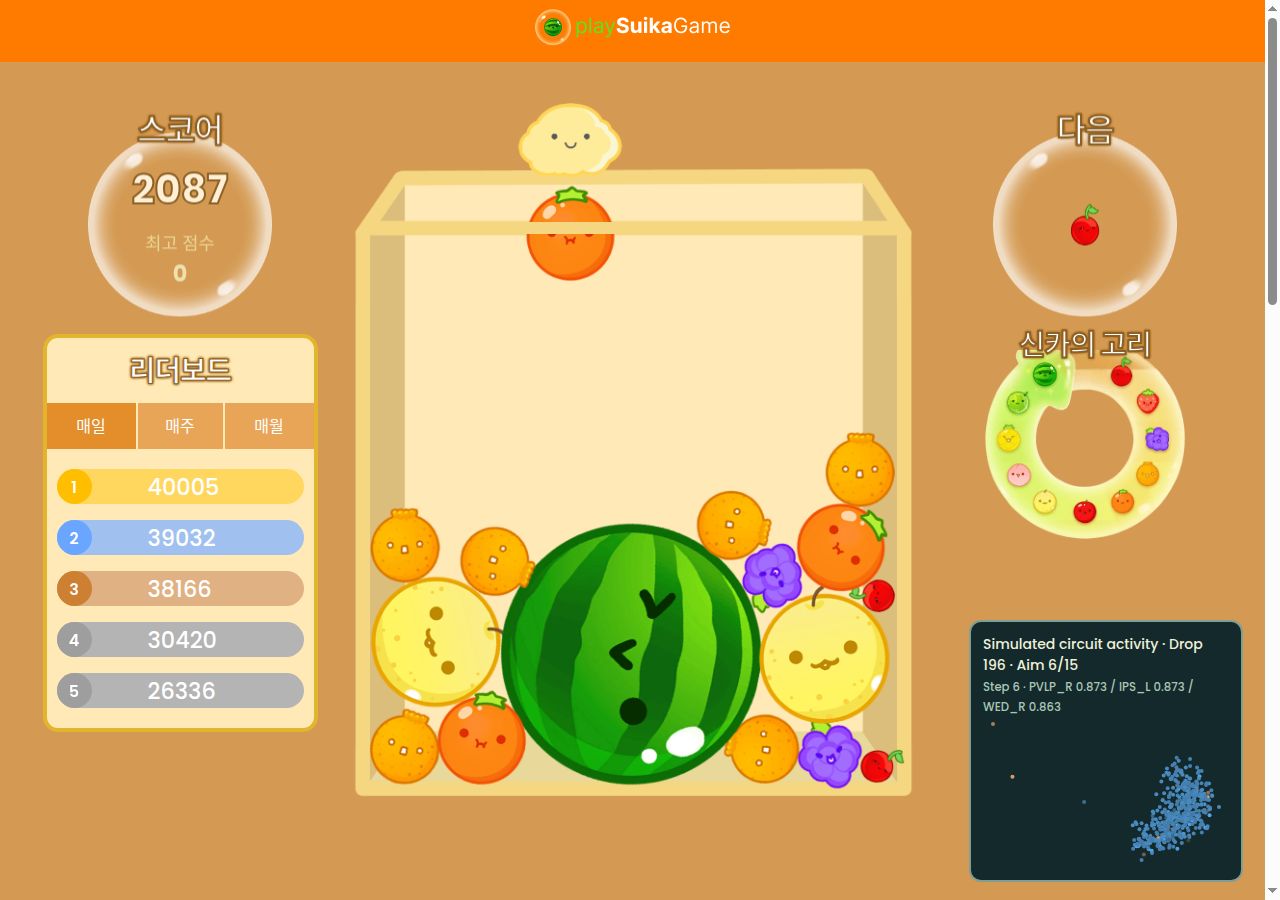 playSuikaGame
스코어
2087
최고 점수
0
리더보드
매일 매주 매월
1 40005
2 39032
3 38166
4 30420
5 26336
다음
신카의 고리
Simulated circuit activity · Drop
196 · Aim 6/15
Step 6 · PVLP_R 0.873 / IPS_L 0.873 /
WED_R 0.863